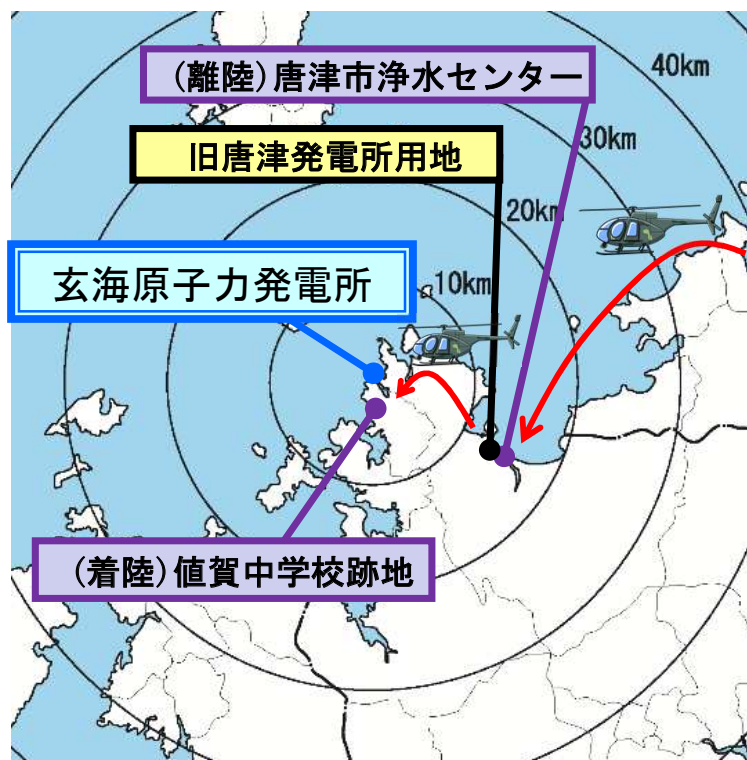 40km
(離陸)唐津市浄水センター
30km
旧唐津発電所用地
20km
玄海原子力発電所
10km
(着陸)値賀中学校跡地